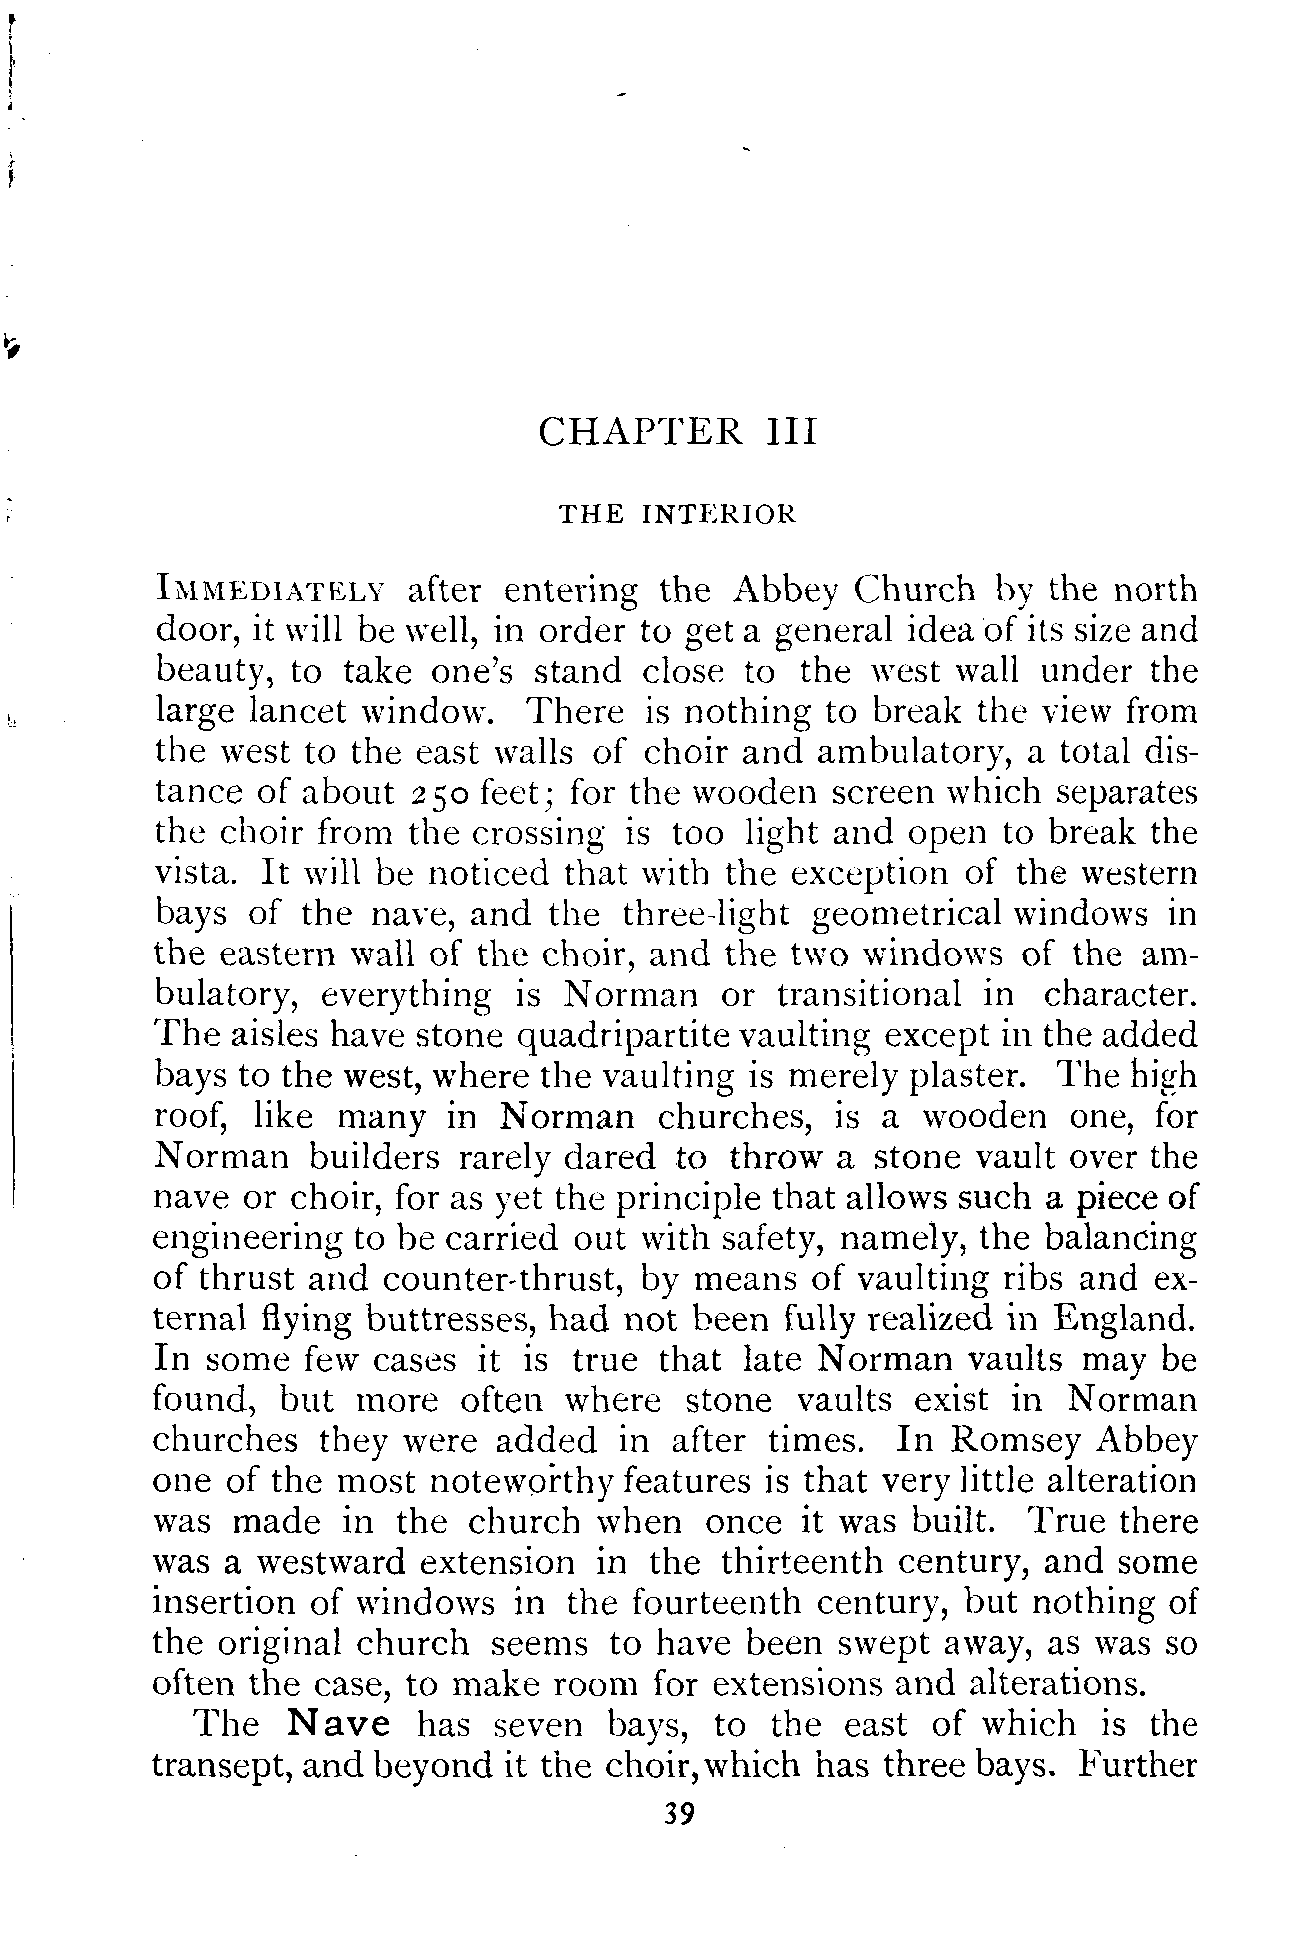 CHAPTER III
THE INTERIOR
IMMEDIATELY after entering the Abbey Church by the north
door, it will be well, in order to get a general idea of its size and
beauty, to take one's stand close to the west wall under the
large lancet window. There is nothing to break the view from
the west to the east walls of choir and ambulatory, a total dis-
tance of about 250 feet; for the wooden screen which separates
the choir from the crossing is too light and open to break the
vista. It will be noticed that with the exception of the western
bays of the nave, and the three-light geometrical windows in
the eastern wall of the choir, and the two windows of the am-
bulatory, everything is Norman or transitional in character.
The aisles have stone quadripartite vaulting except in the added
bays to the west, where the vaulting is merely plaster. The high
roof, like many in Norman churches, is a wooden one, for
Norman builders rarely dared to throw a stone vault over the
nave or choir, for as yet the principle that allows such a piece of
engineering to be carried out with safety, namely, the balancing
of thrust and counter-thrust, by means of vaulting ribs and ex-
ternal flying buttresses, had not been fully realized in England.
In some few cases it is true that late Norman vaults may be
found, but more often where stone vaults exist in Norman
churches they were added in after times. In Romsey Abbey
one of the most noteworthy features is that very little alteration
was made in the church when once it was built. True there
was a westward extension in the thirteenth century, and some
insertion of windows in the fourteenth century, but nothing of
the original church seems to have been swept away, as was so
often the case, to make room for extensions and alterations.
The Nave has seven bays, to the east of which is the
transept, and beyond it the choir, which has three bays. Further
39